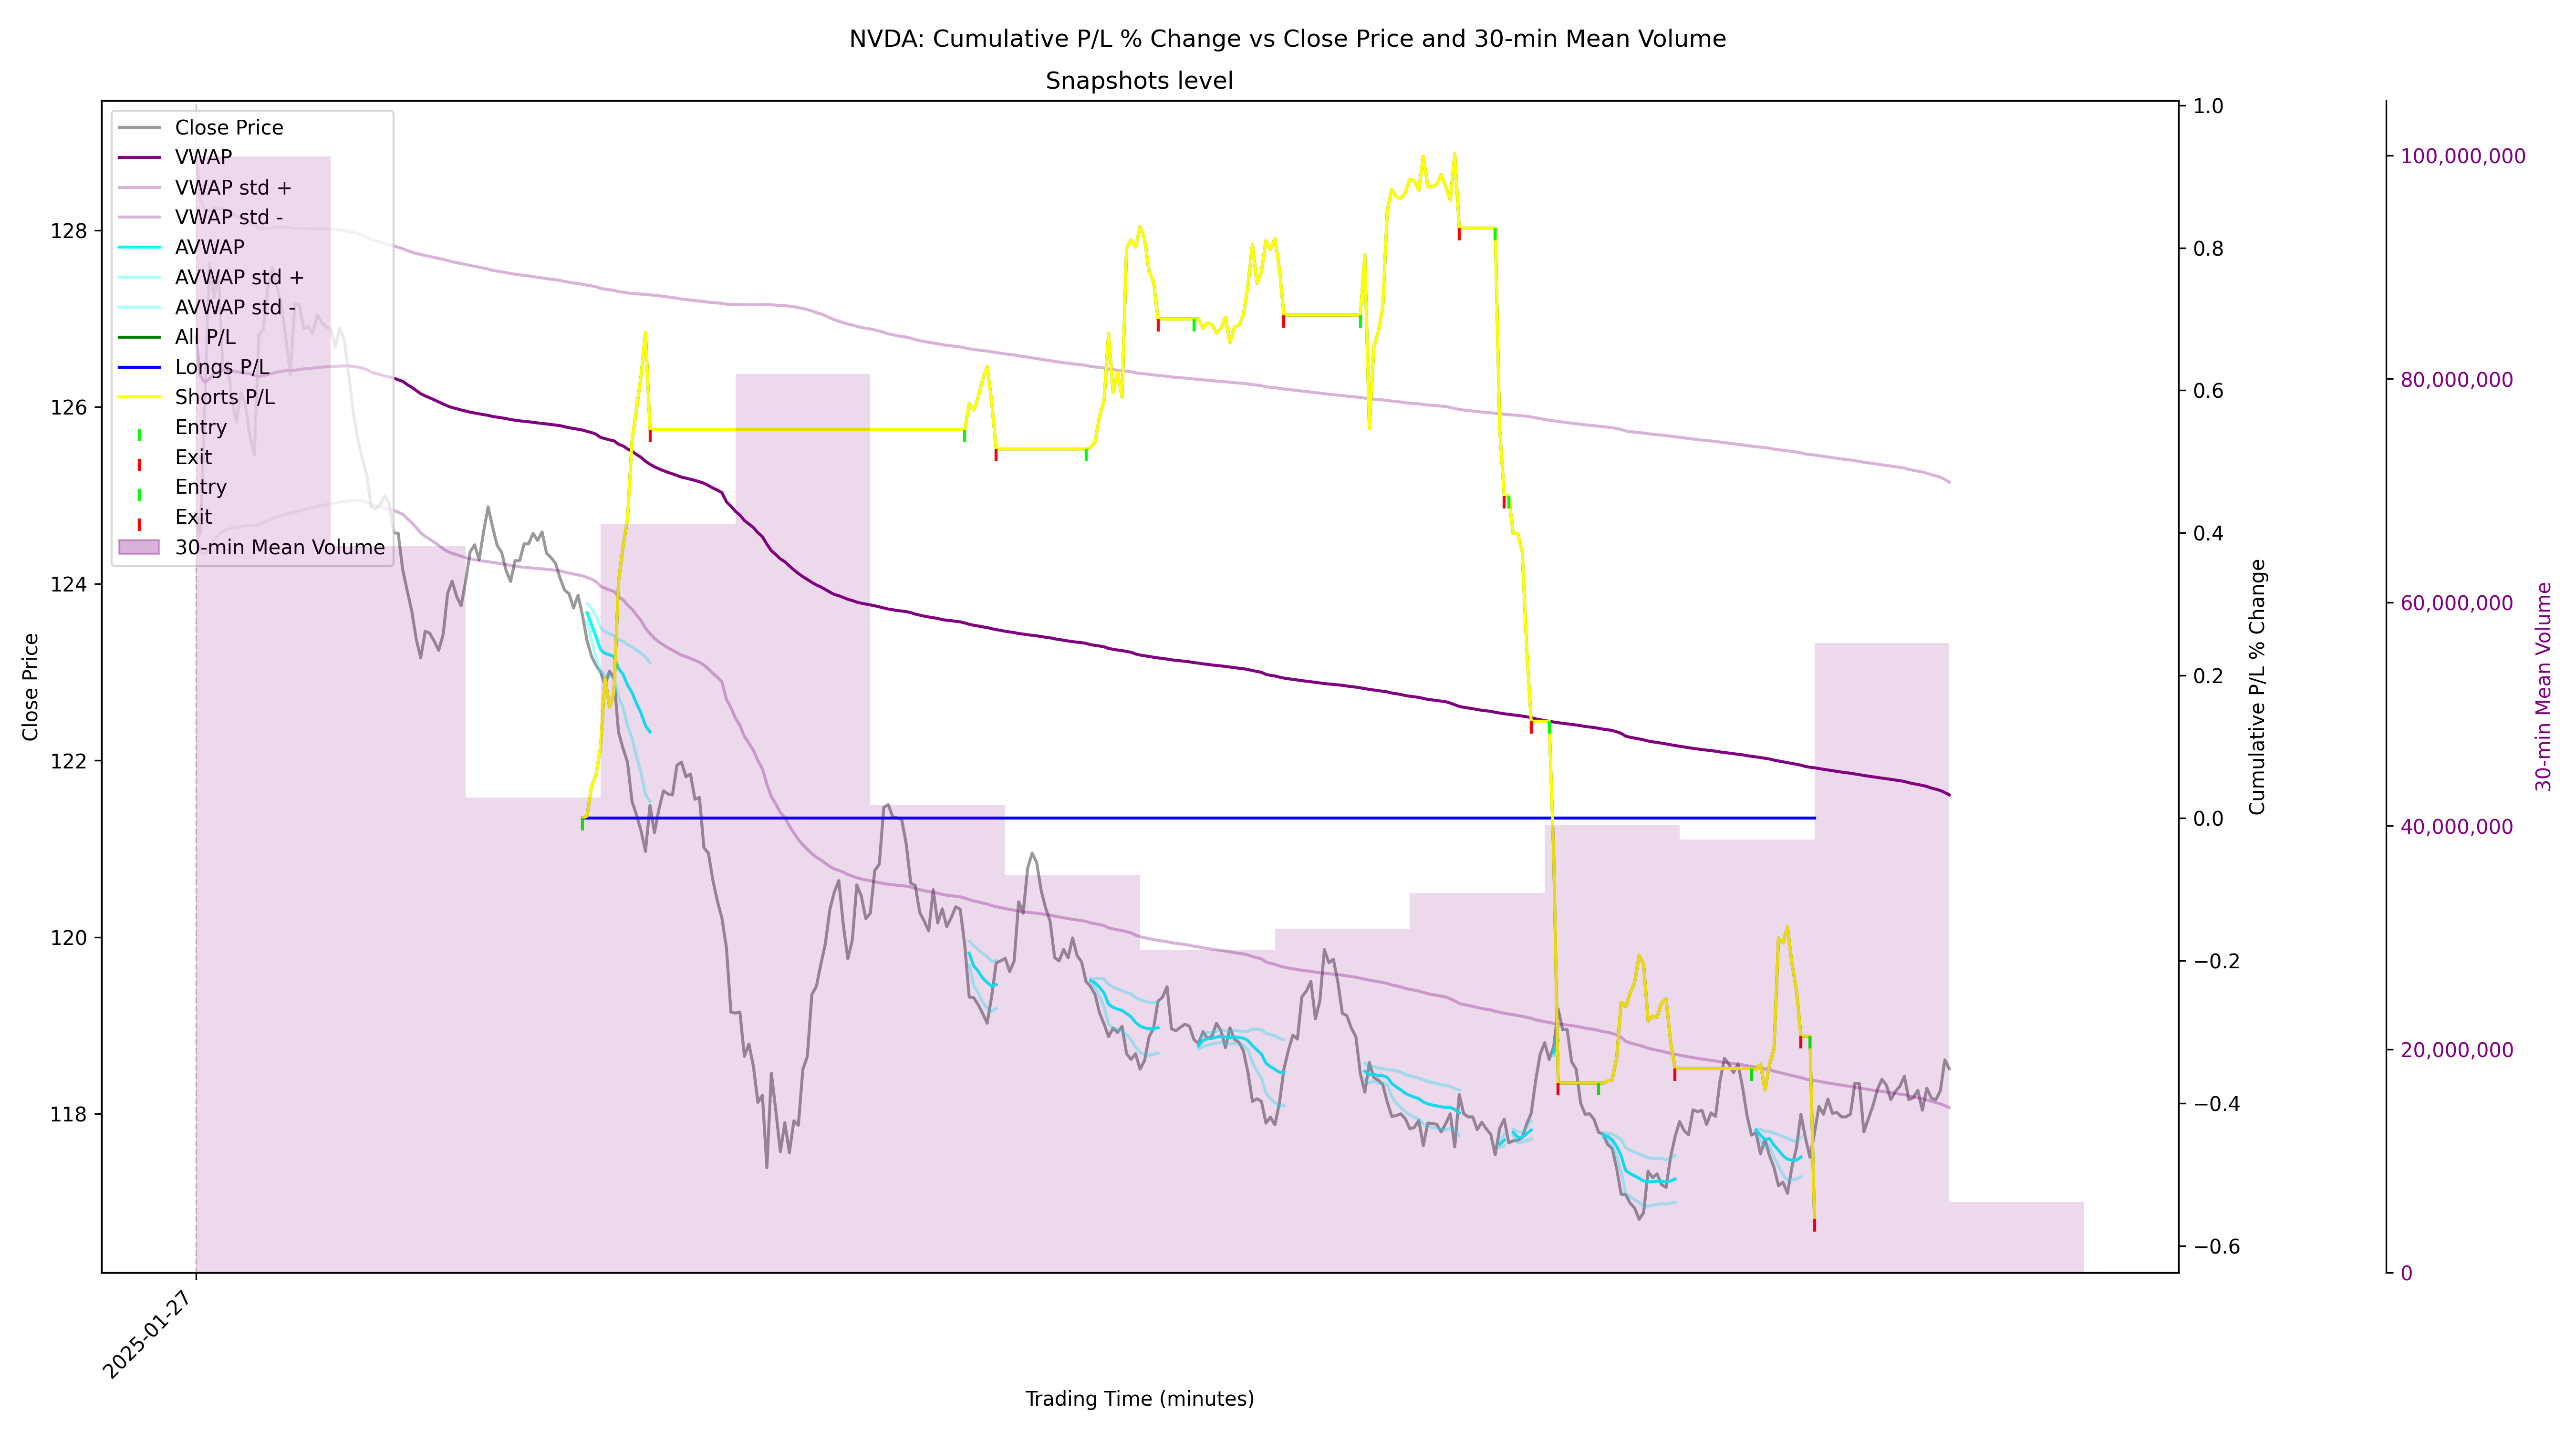 NVDA: Cumulative P/L % Change vs Close Price and 30-min Mean Volume
Snapshots level
Close Price
VWAP
VWAP std +
VWAP std -
AVWAP
AVWAP std +
AVWAP std -
All P/L
Longs P/L
Shorts P/L
Entry
Exit
Entry
Exit
30-min Mean Volume
128
126
124
122
120
118
Close Price
1.0
0.8
0.6
0.4
0.2
0.0
−0.2
−0.4
−0.6
Cumulative P/L % Change
100,000,000
80,000,000
60,000,000
40,000,000
20,000,000
0
30-min Mean Volume
2025-01-27
Trading Time (minutes)